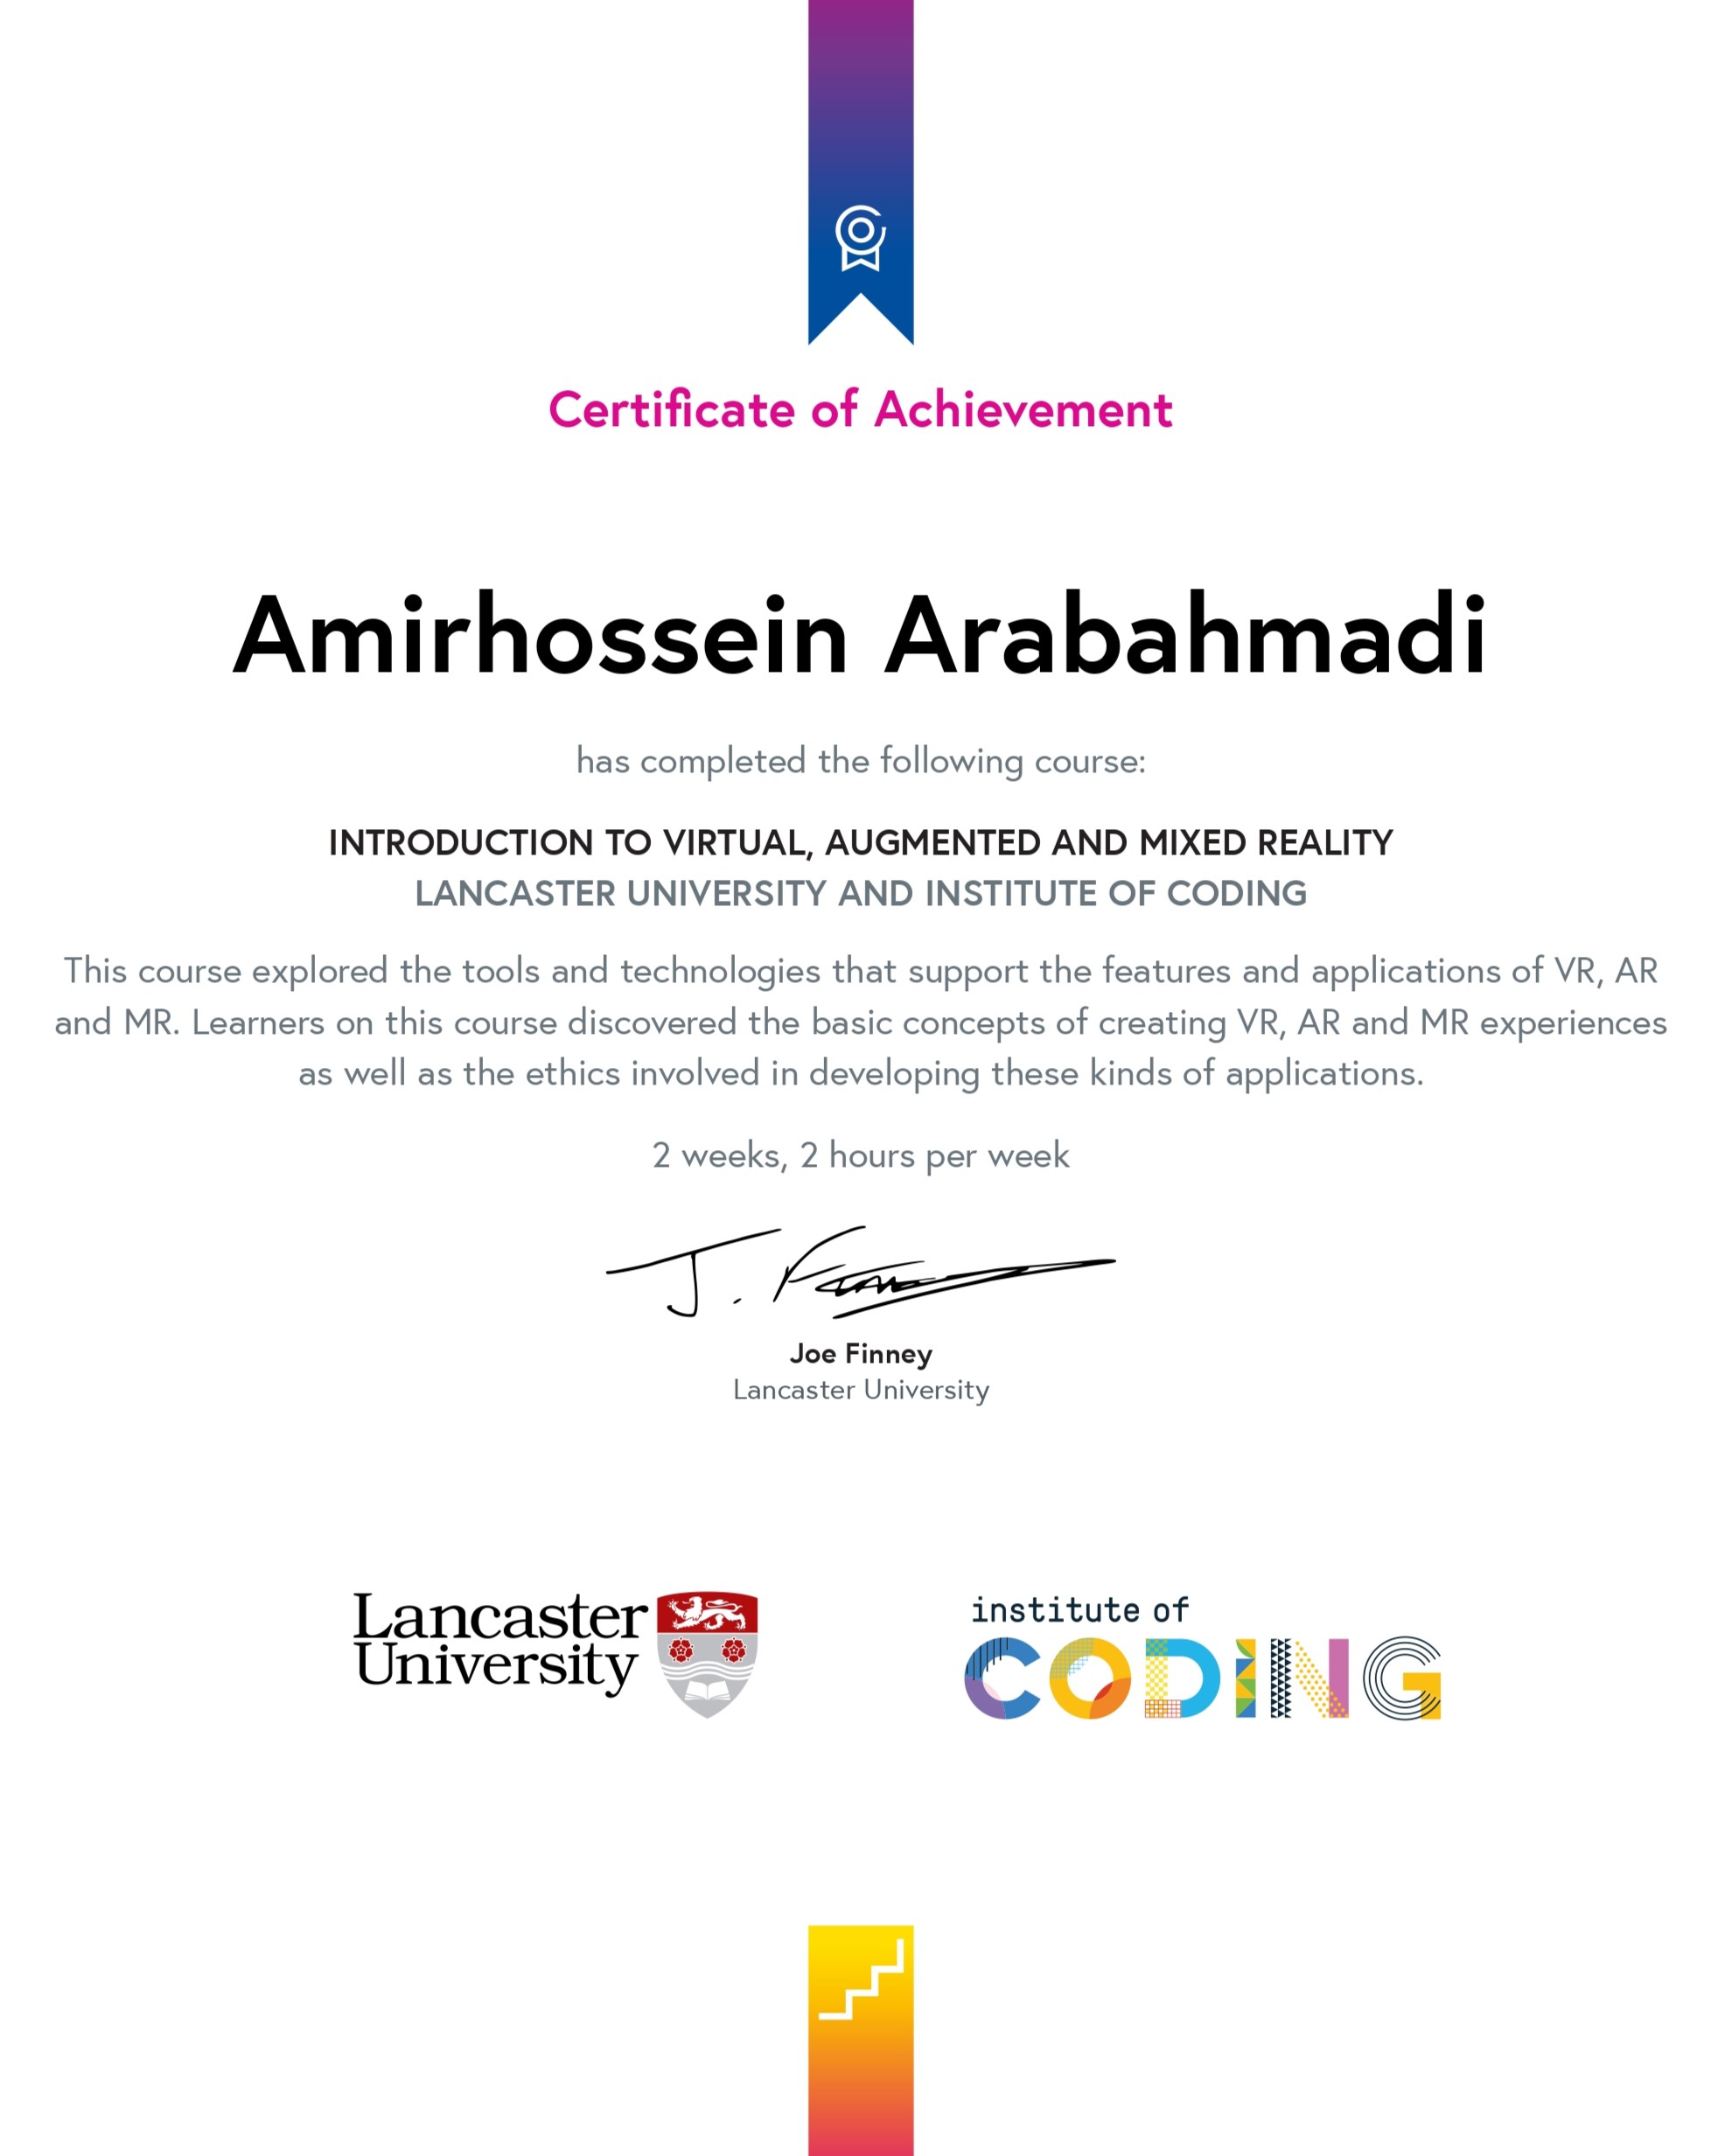 Certificate of Achievement
Amirhossein Arabahmadi
has completed the following course:
INTRODUCTION TO VIRTUAL, AUGMENTED AND MIXED REALITY
LANCASTER UNIVERSITY AND INSTITUTE OF CODING
This course explored the tools and technologies that support the features and applications of VR, AR
and MR. Learners on this course discovered the basic concepts of creating VR, AR and MR experiences
as well as the ethics involved in developing these kinds of applications.
2 weeks, 2 hours per week
J. Finney
Joe Finney
Lancaster University
Lancaster
University
institute of
CODING